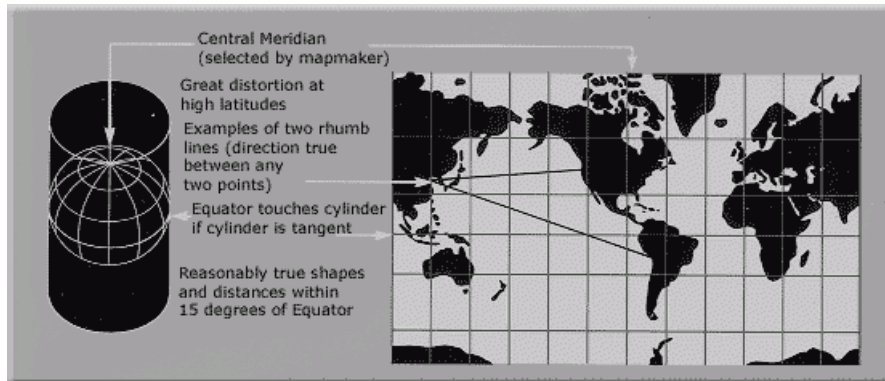 Central Meridian
(selected by mapmaker)
Great distortion at
high latitudes
Examples of two rhumb
lines (direction true
between any
two points)
Equator touches cylinder
if cylinder is tangent
Reasonably true shapes
and distances within
15 degrees of Equator